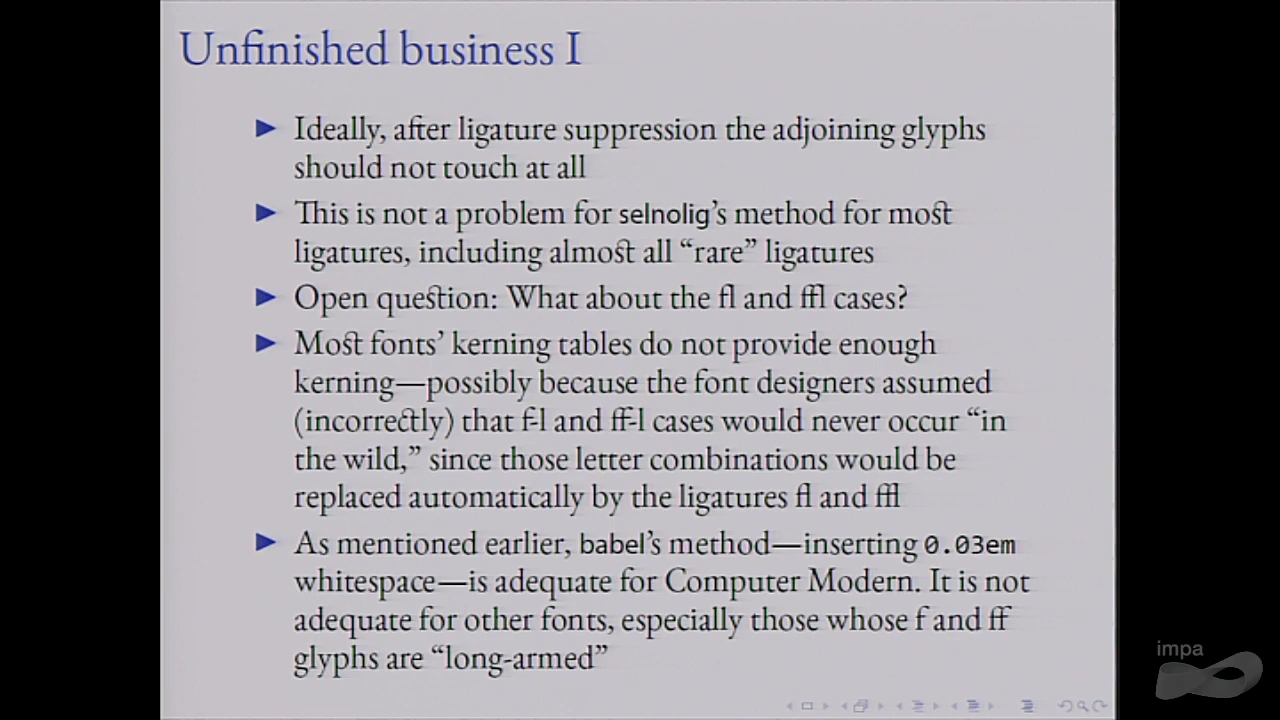 Unfinished business I
▶ Ideally, after ligature suppression the adjoining glyphs
should not touch at all
▶ This is not a problem for selnolig’s method for most
ligatures, including almost all “rare” ligatures
▶ Open question: What about the fl and ffl cases?
▶ Most fonts’ kerning tables do not provide enough
kerning—possibly because the font designers assumed
(incorrectly) that f-l and ff-l cases would never occur “in
the wild,” since those letter combinations would be
replaced automatically by the ligatures fl and ffl
▶ As mentioned earlier, babel’s method—inserting 0.03em
whitespace—is adequate for Computer Modern. It is not
adequate for other fonts, especially those whose f and ff
glyphs are “long-armed”
impa